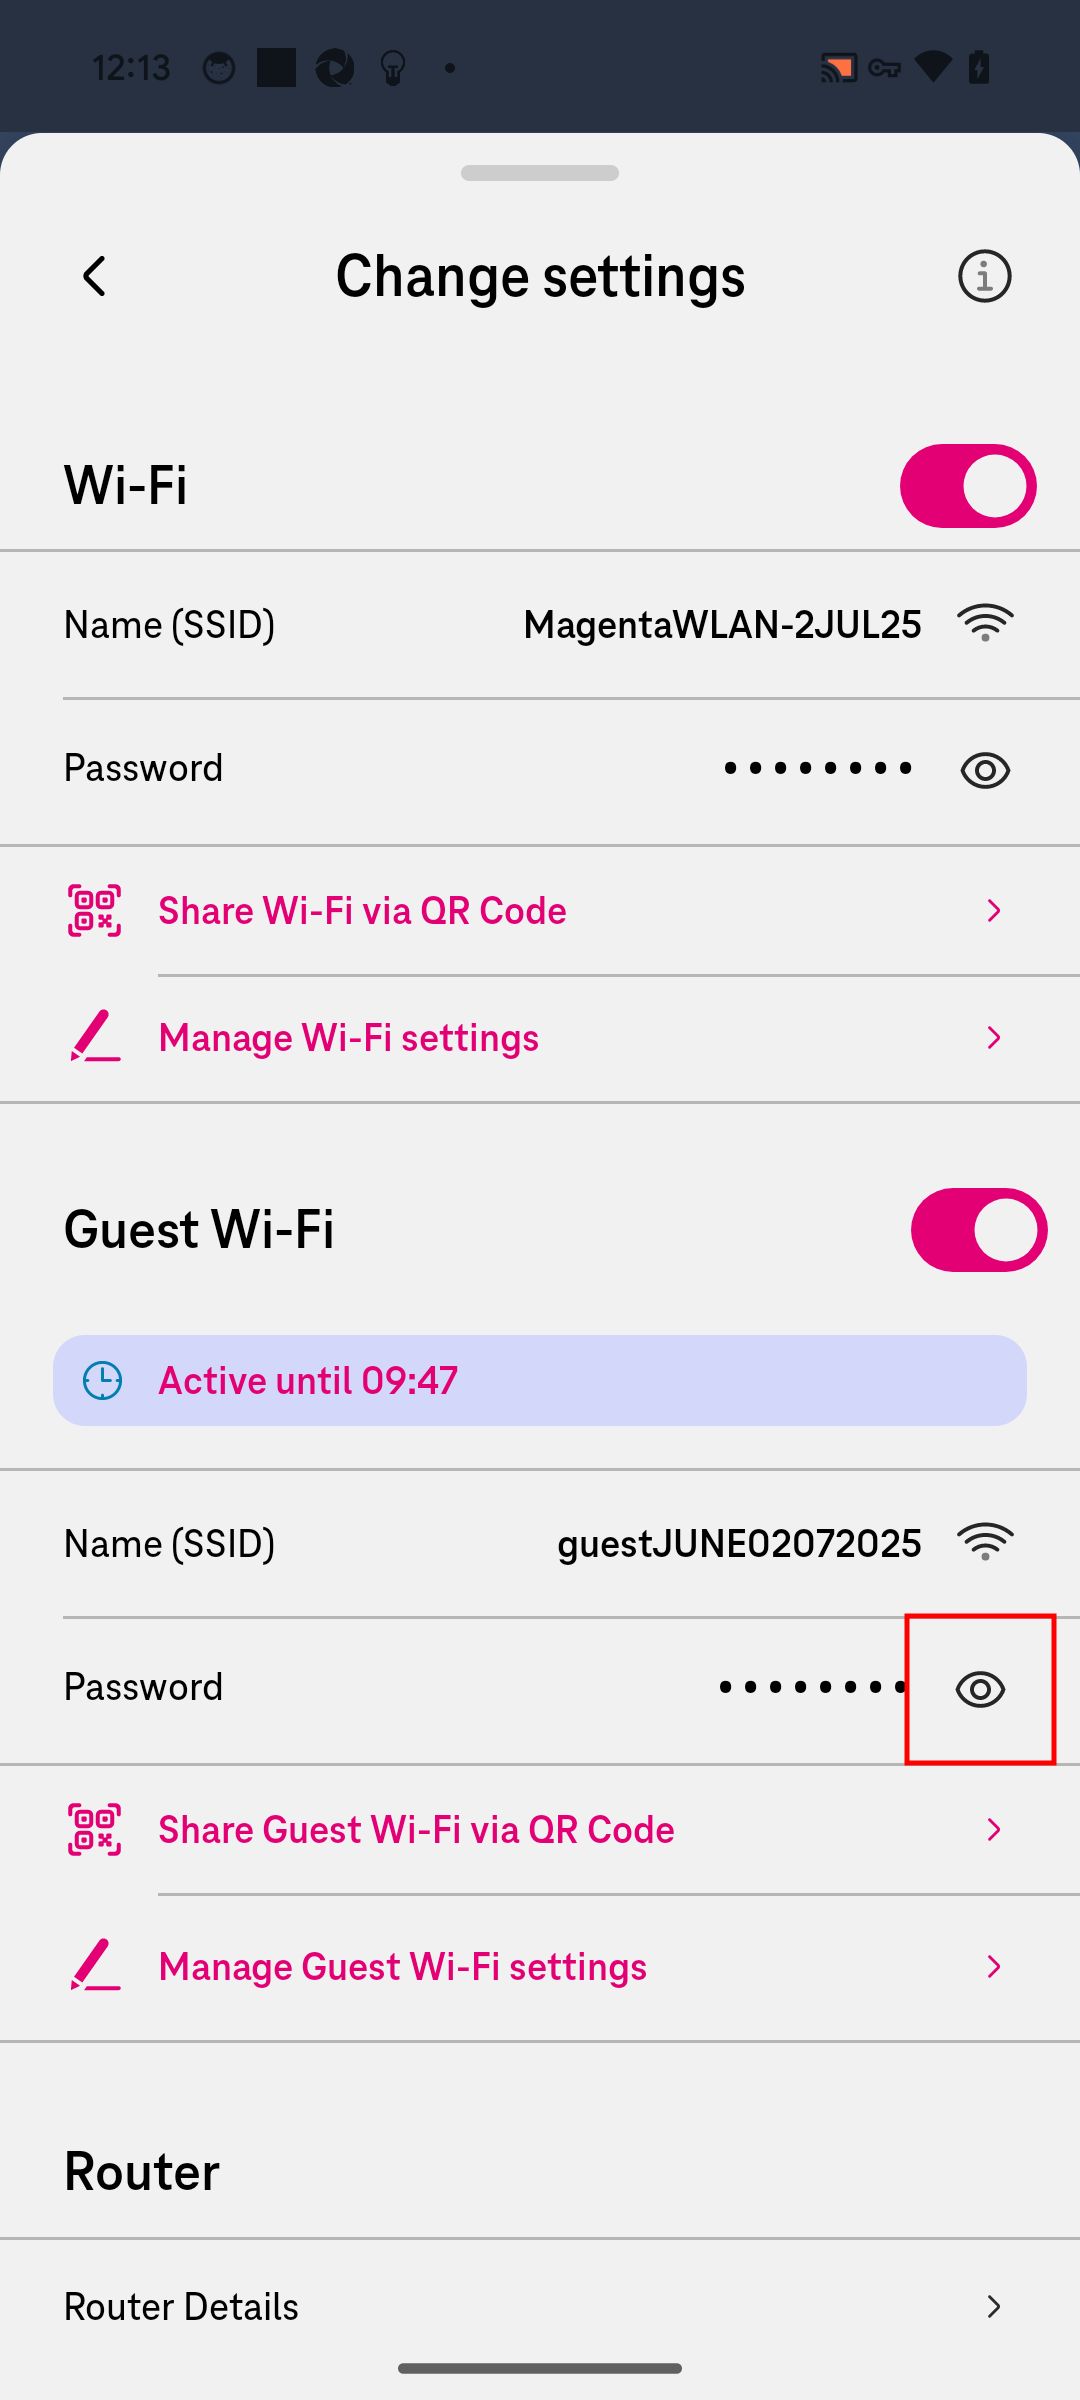 12:13
Change settings
Wi-Fi
Name (SSID) MagentaWLAN-2JUL25
Password ••••••••
Share Wi-Fi via QR Code
Manage Wi-Fi settings
Guest Wi-Fi
Active until 09:47
Name (SSID) guestJUNE02072025
Password ••••••••
Share Guest Wi-Fi via QR Code
Manage Guest Wi-Fi settings
Router
Router Details